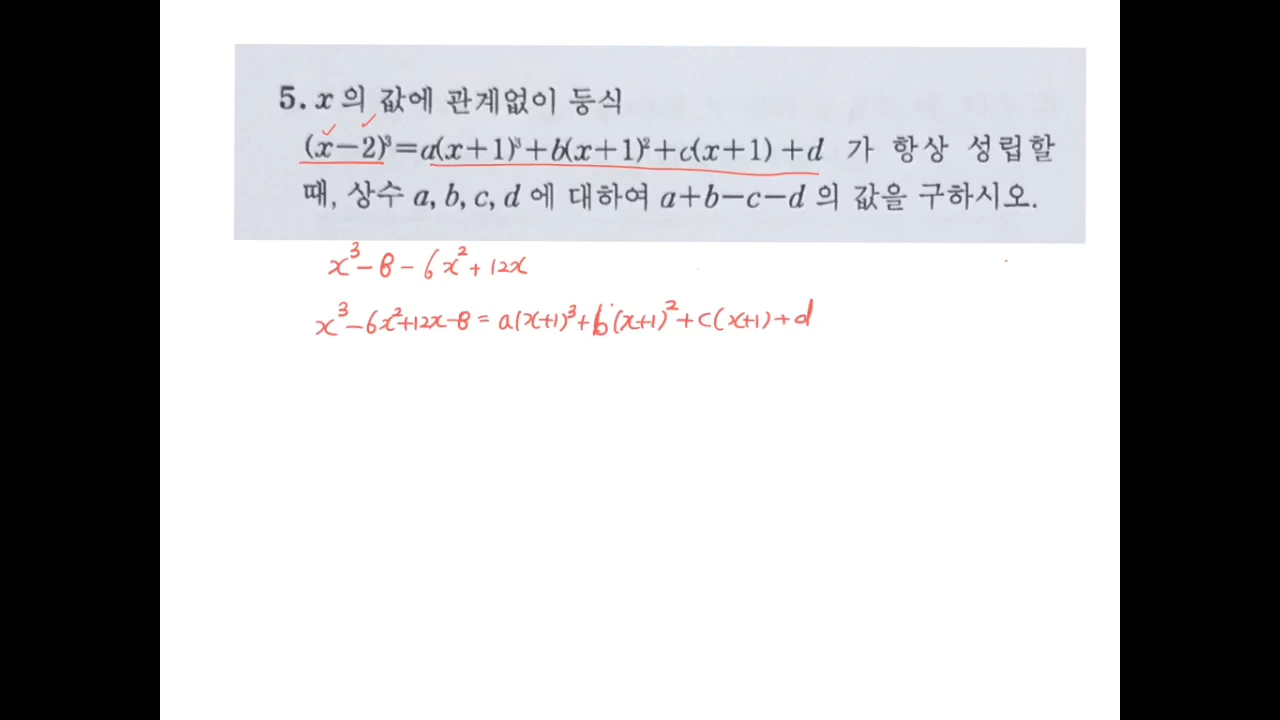 5. x의 값에 관계없이 등식
(x-2)³=a(x+1)³+b(x+1)²+c(x+1)+d 가 항상 성립할
때, 상수 a, b, c, d 에 대하여 a+b-c-d 의 값을 구하시오.
x³-8-6x²+12x
x³-6x²+12x-8=a(x+1)³+b(x+1)²+c(x+1)+d